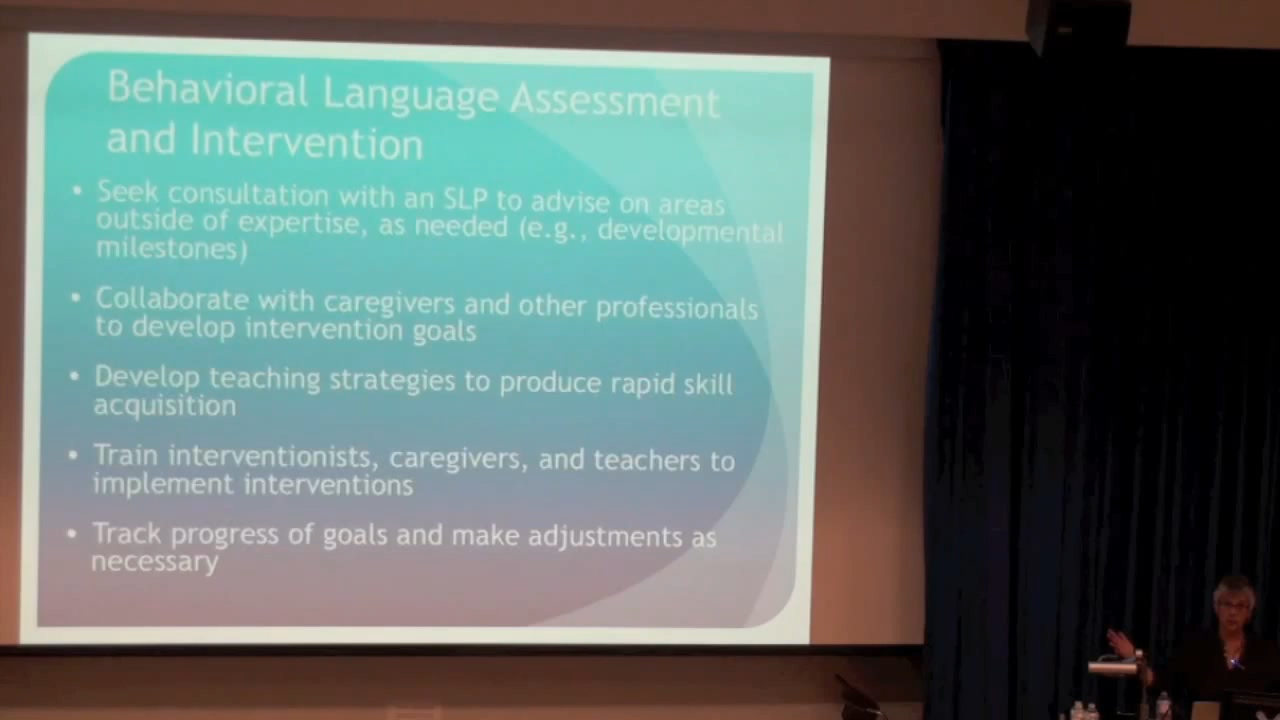 Behavioral Language Assessment
and Intervention
• Seek consultation with an SLP to advise on areas
outside of expertise, as needed (e.g., developmental
milestones)
• Collaborate with caregivers and other professionals
to develop intervention goals
• Develop teaching strategies to produce rapid skill
acquisition
• Train interventionists, caregivers, and teachers to
implement interventions
• Track progress of goals and make adjustments as
necessary